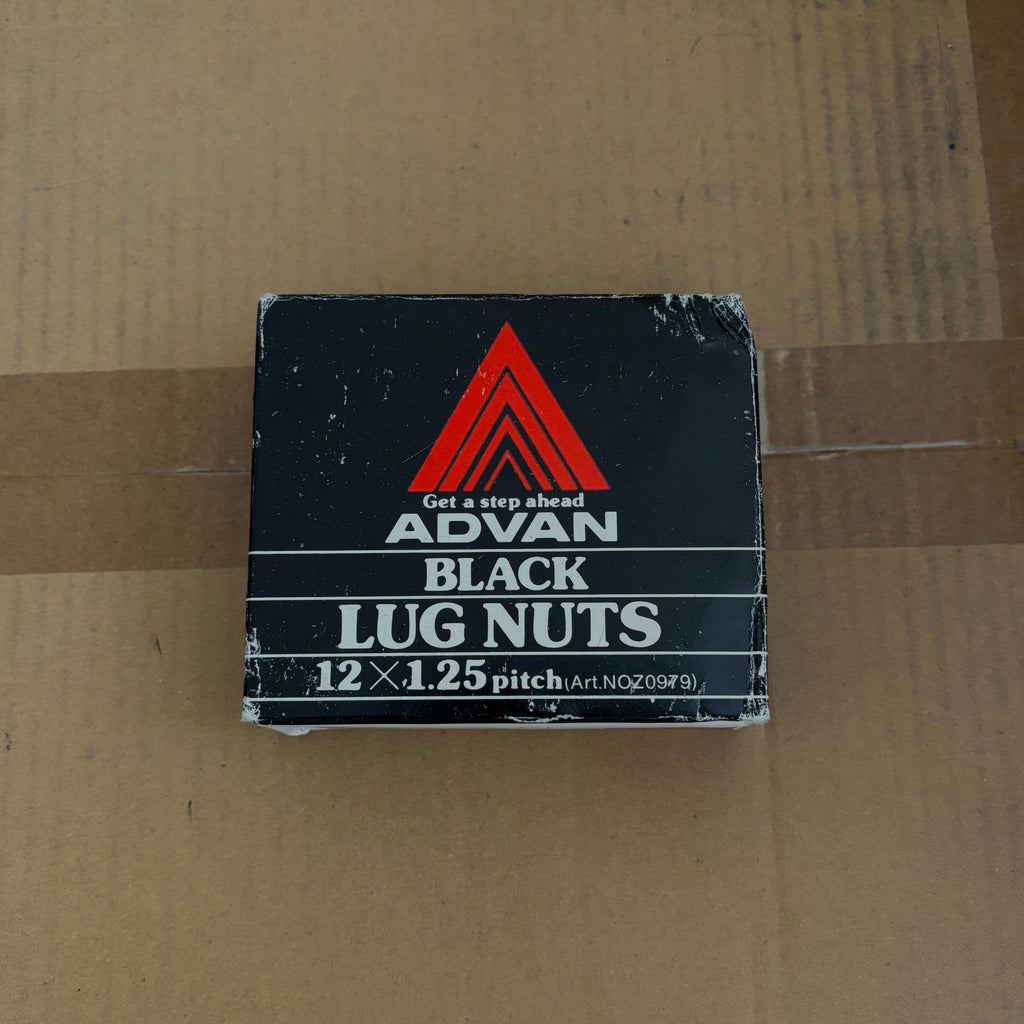 Get a step ahead
ADVAN
BLACK
LUG NUTS
12×1.25 pitch (Art.NOZ0979)